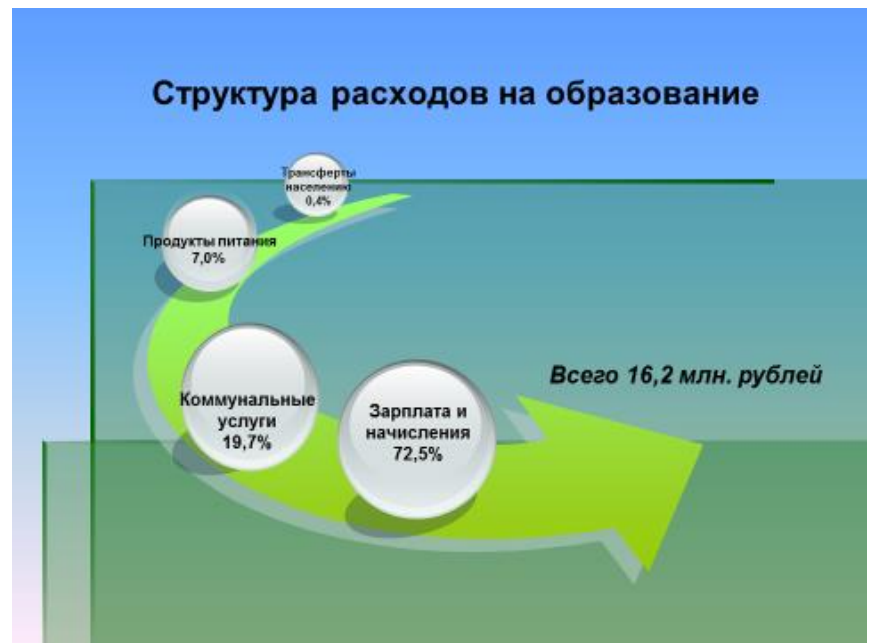 Структура расходов на образование
Трансферты
населению
0,4%
Продукты питания
7,0%
Коммунальные
услуги
19,7%
Зарплата и
начисления
72,5%
Всего 16,2 млн. рублей